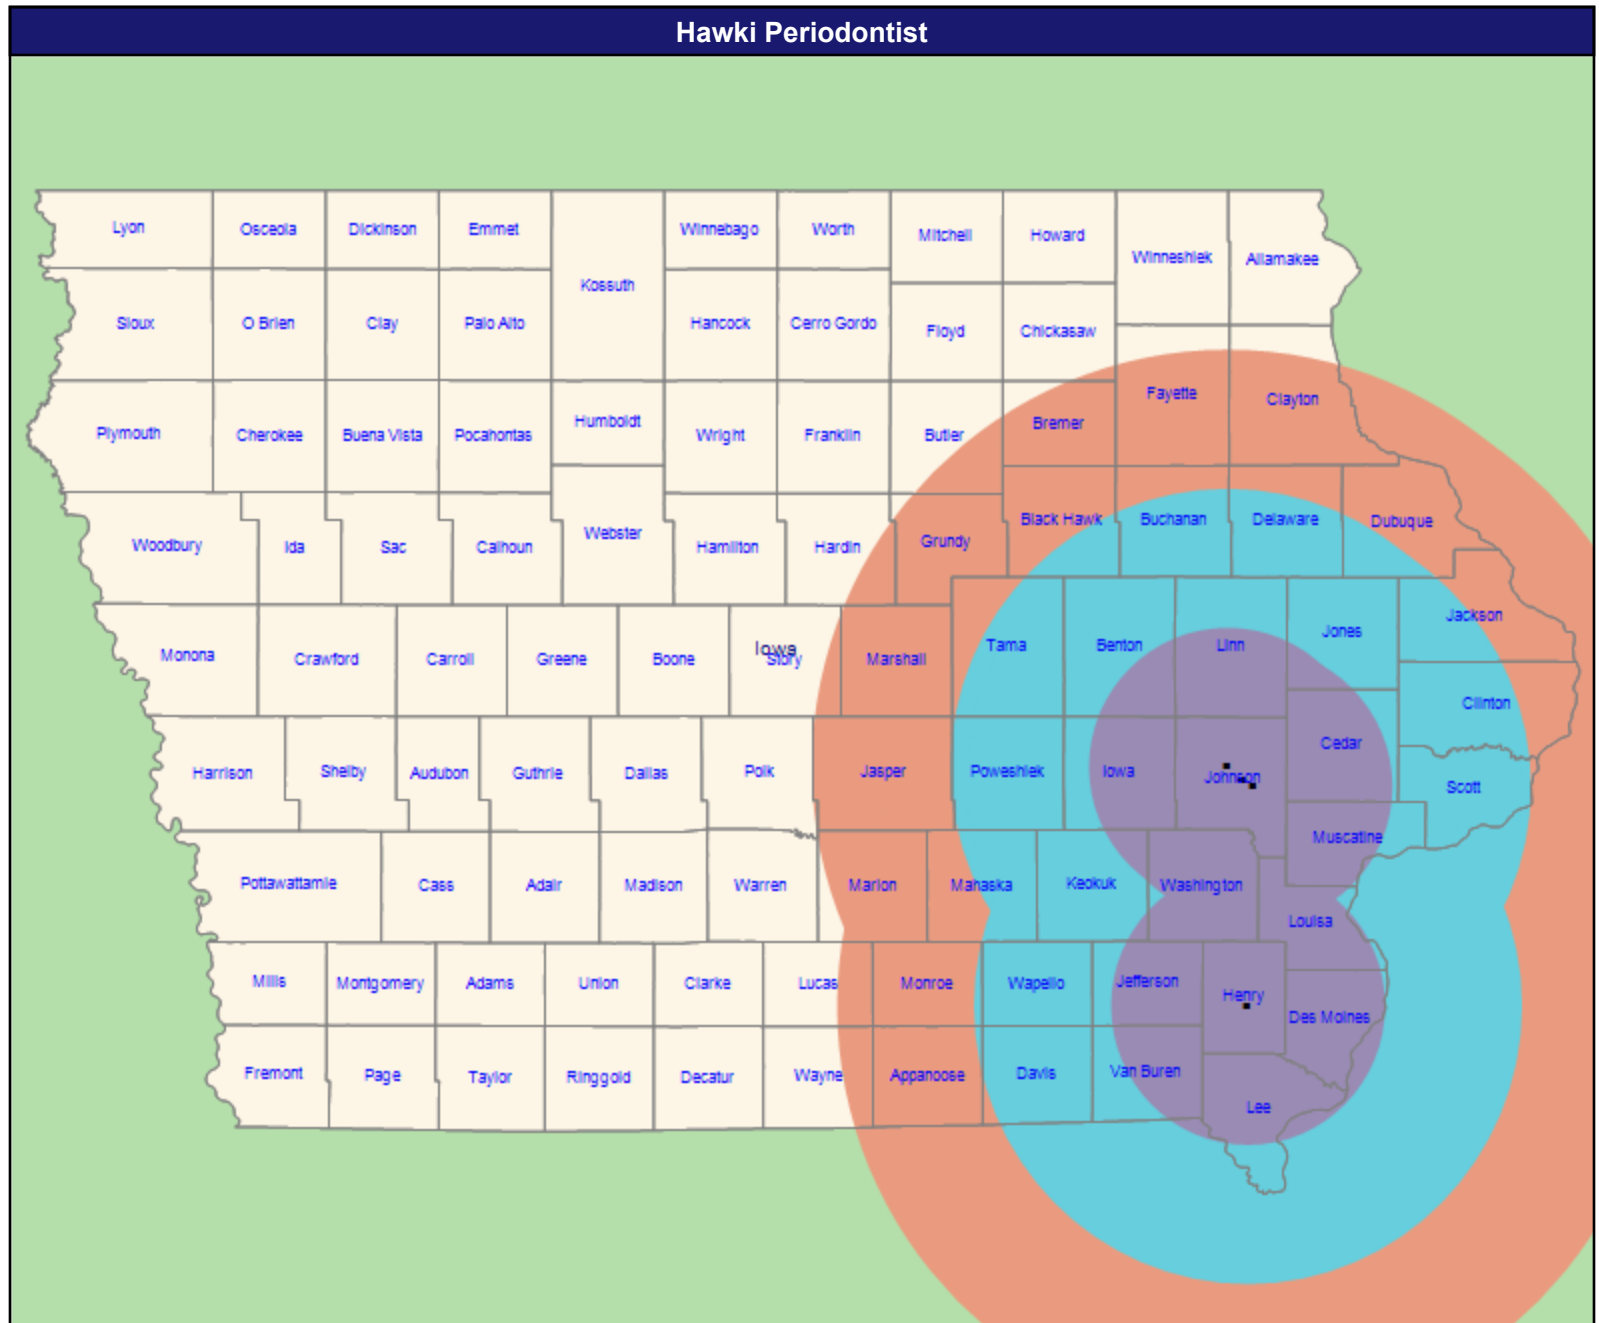 Hawki Periodontist
Lyon
Osceola
Dickinson
Emmet
Kossuth
Winnebago
Worth
Mitchell
Howard
Winneshiek
Allamakee
Sioux
O Brien
Clay
Palo Alto
Hancock
Cerro Gordo
Floyd
Chickasaw
Plymouth
Cherokee
Buena Vista
Pocahontas
Humboldt
Wright
Franklin
Butler
Bremer
Fayette
Clayton
Woodbury
Ida
Sac
Calhoun
Webster
Hamilton
Hardin
Grundy
Black Hawk
Buchanan
Delaware
Dubuque
Monona
Crawford
Carroll
Greene
Boone
Iowa
Story
Marshall
Tama
Benton
Linn
Jones
Jackson
Clinton
Harrison
Shelby
Audubon
Guthrie
Dallas
Polk
Jasper
Poweshiek
Iowa
Johnson
Cedar
Scott
Muscatine
Pottawattamie
Cass
Adair
Madison
Warren
Marion
Mahaska
Keokuk
Washington
Louisa
Mills
Montgomery
Adams
Union
Clarke
Lucas
Monroe
Wapello
Jefferson
Henry
Des Moines
Fremont
Page
Taylor
Ringgold
Decatur
Wayne
Appanoose
Davis
Van Buren
Lee